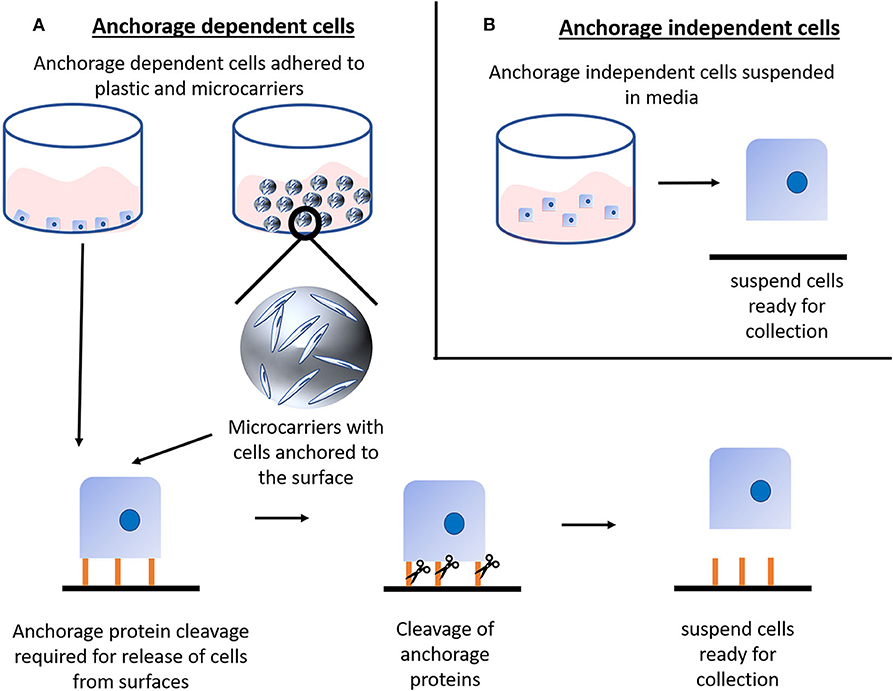 A
Anchorage dependent cells
Anchorage dependent cells adhered to
plastic and microcarriers
Microcarriers with
cells anchored to
the surface
Anchorage protein cleavage
required for release of cells
from surfaces
Cleavage of
anchorage
proteins
suspend cells
ready for
collection
B
Anchorage independent cells
Anchorage independent cells suspended
in media
suspend cells
ready for
collection